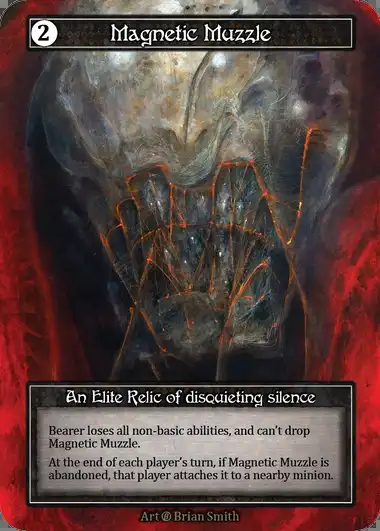 2
Magnetic Muzzle
An Elite Relic of disquieting silence
Bearer loses all non-basic abilities, and can't drop
Magnetic Muzzle.
At the end of each player's turn, if Magnetic Muzzle is
abandoned, that player attaches it to a nearby minion.
Art @ Brian Smith